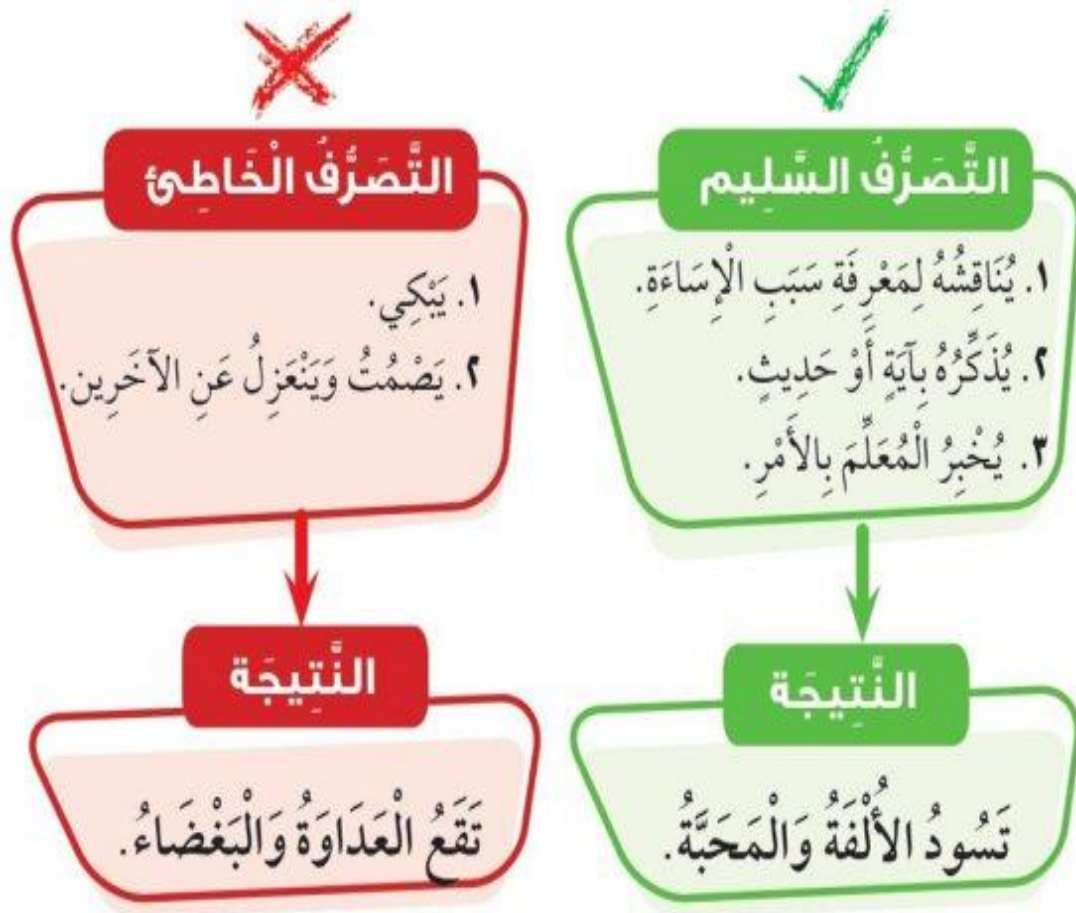 التَّصَرُّفُ السَّلِيم
١. يُنَاقِشُهُ لِمَعْرِفَةِ سَبَبِ الْإِسَاءَةِ.
٢. يُذَكِّرُهُ بِآيَةٍ أَوْ حَدِيثٍ.
٣. يُخْبِرُ الْمُعَلِّمَ بِالأَمْرِ.
النَّتِيجَة
تَسُودُ الأُلْفَةُ وَالْمَحَبَّةُ.
التَّصَرُّفُ الْخَاطِئ
١. يَبْكِي.
٢. يَصْمُتُ وَيَنْعَزِلُ عَنِ الآخَرِين.
النَّتِيجَة
تَقَعُ الْعَدَاوَةُ وَالْبَغْضَاءُ.